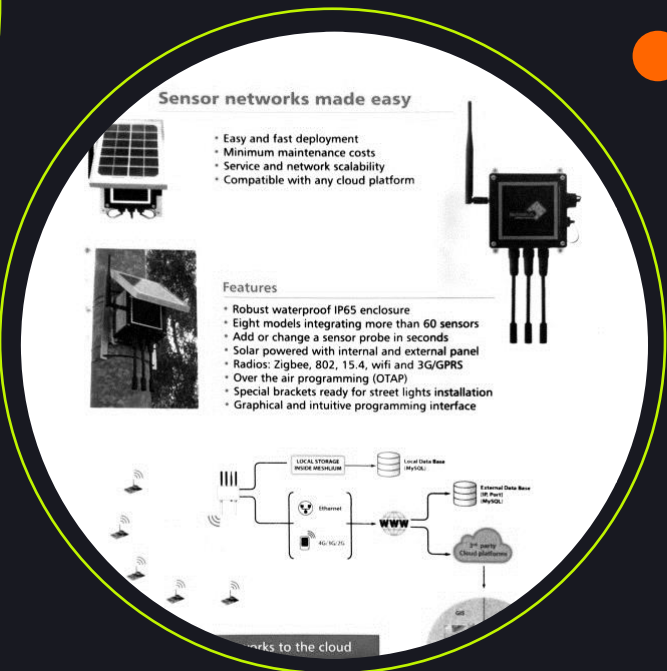 Sensor networks made easy
• Easy and fast deployment
• Minimum maintenance costs
• Service and network scalability
• Compatible with any cloud platform
Features
• Robust waterproof IP65 enclosure
• Eight models integrating more than 60 sensors
• Add or change a sensor probe in seconds
• Solar powered with internal and external panel
• Radios: Zigbee, 802, 15.4, wifi and 3G/GPRS
• Over the air programming (OTAP)
• Special brackets ready for street lights installation
• Graphical and intuitive programming interface
LOCAL STORAGE
INSIDE MESHLIUM
Local Data Base
(MySQL)
Ethernet
4G/3G/2G
WWW
External Data Base
(IP, Port)
(MySQL)
3rd party
Cloud platforms
to the cloud